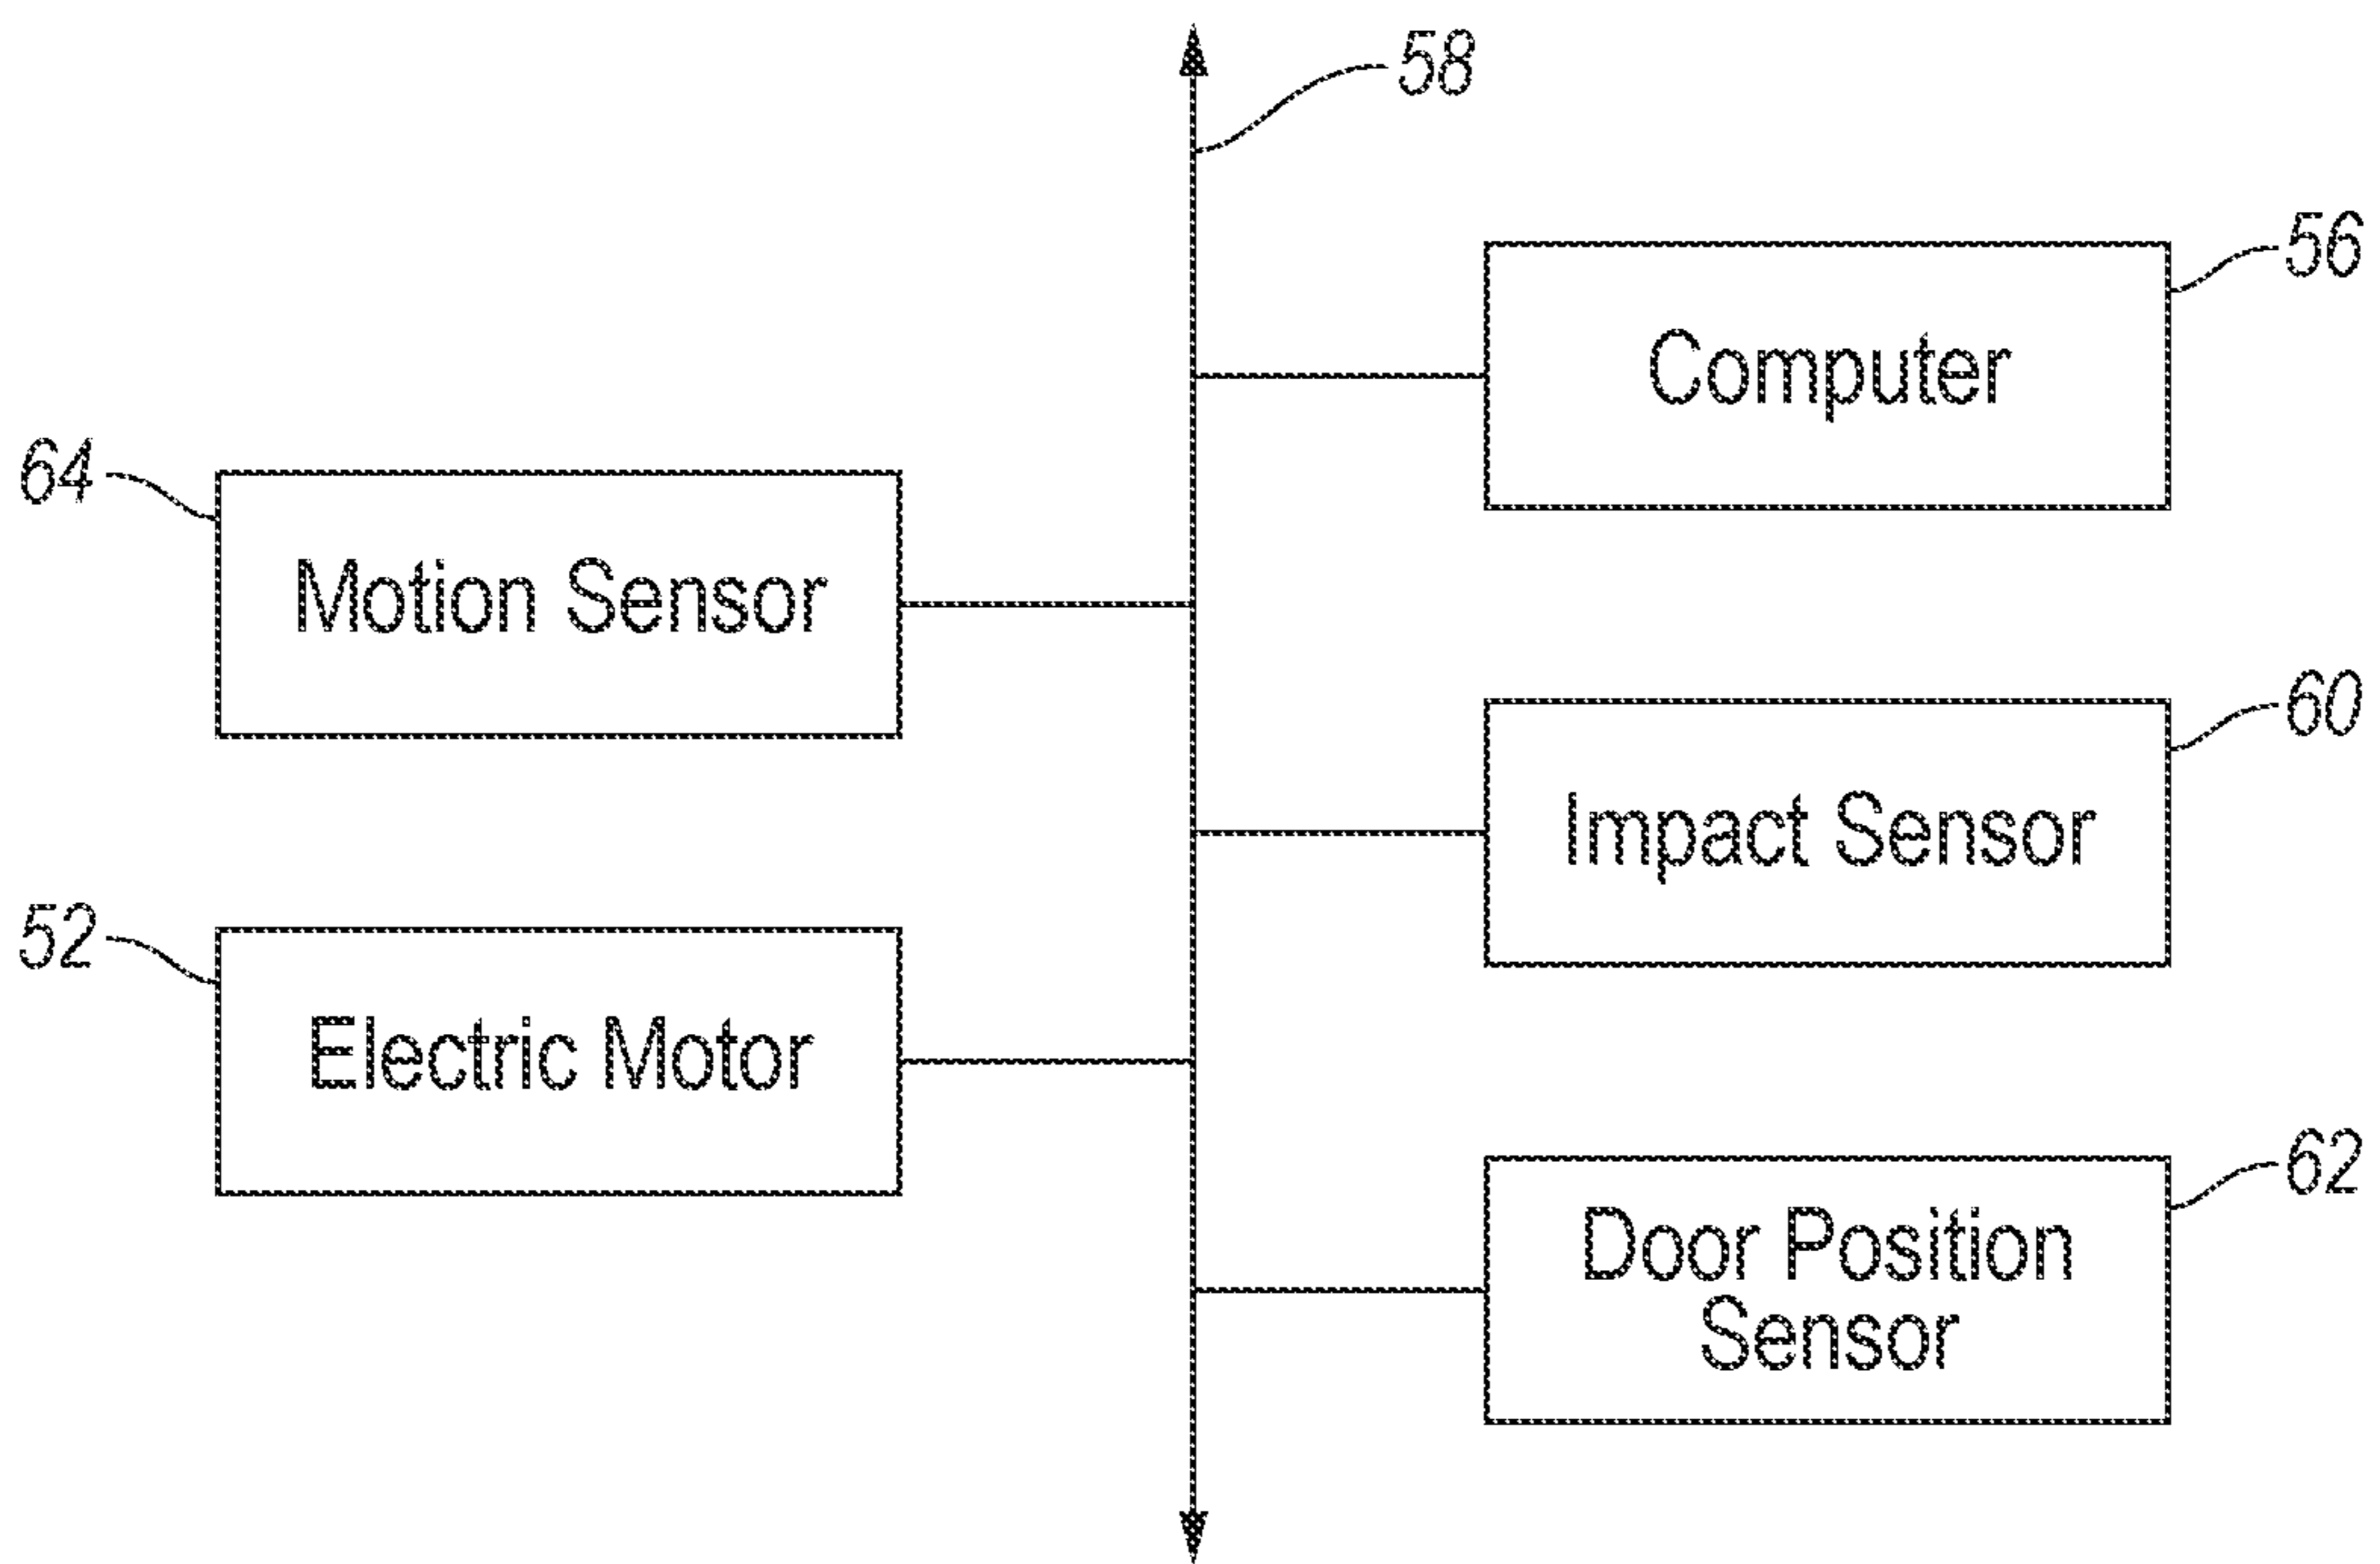 58
56
Computer
64
Motion Sensor
60
Impact Sensor
52
Electric Motor
62
Door Position
Sensor